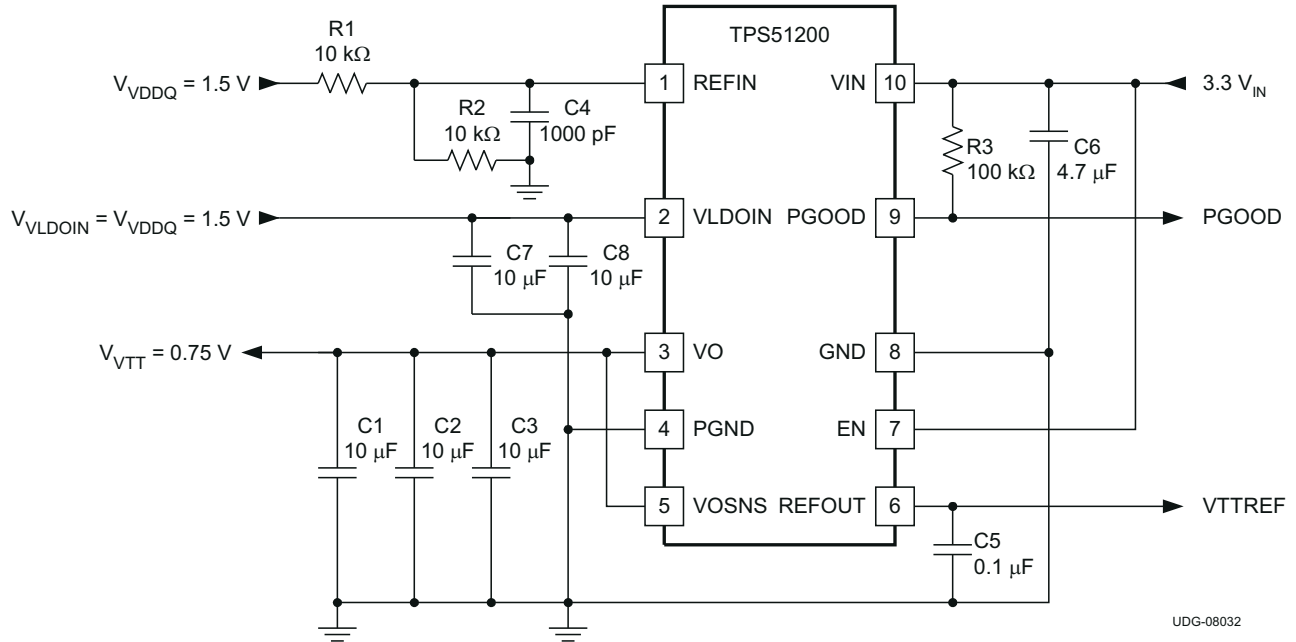 TPS51200
R1
10 kΩ
V_VDDQ = 1.5 V
1 REFIN
VIN 10
3.3 V_IN
R2
10 kΩ
C4
1000 pF
R3
100 kΩ
C6
4.7 μF
V_VLDOIN = V_VDDQ = 1.5 V
2 VLDOIN
PGOOD 9
PGOOD
C7
10 μF
C8
10 μF
V_VTT = 0.75 V
3 VO
GND 8
C1
10 μF
C2
10 μF
C3
10 μF
4 PGND
EN 7
5 VOSNS
REFOUT 6
VTTREF
C5
0.1 μF
UDG-08032